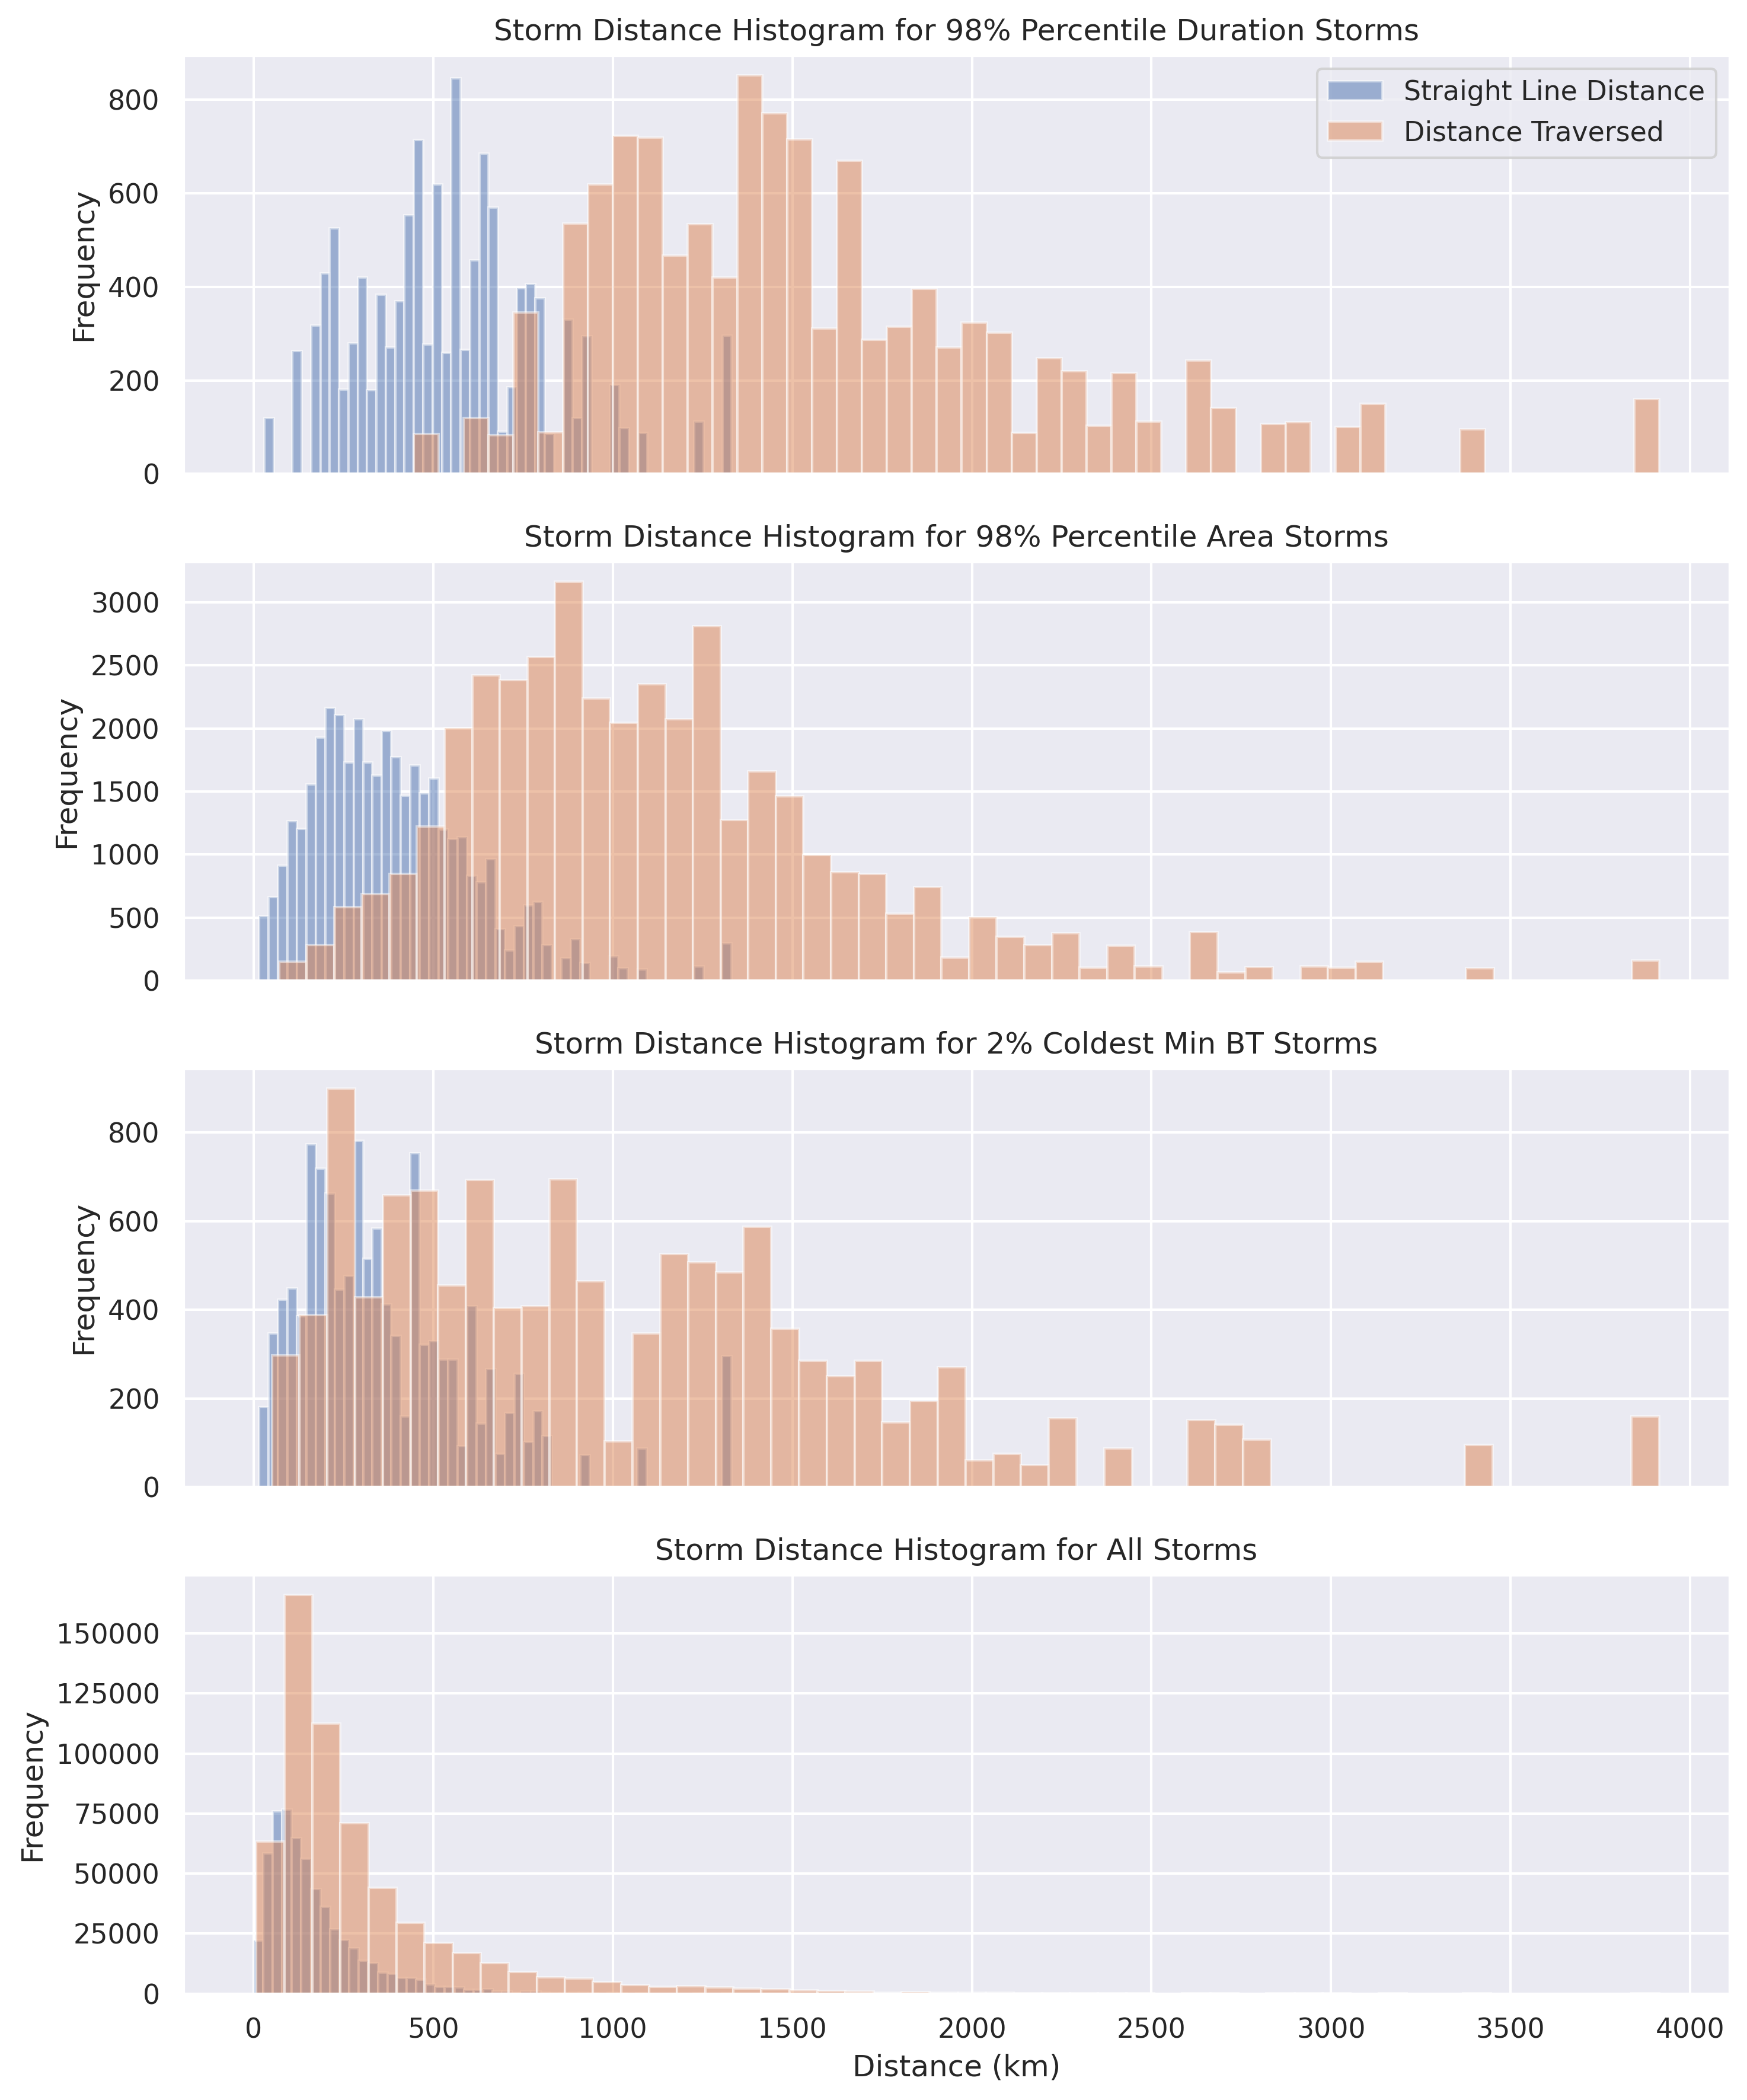 Storm Distance Histogram for 98% Percentile Duration Storms
Straight Line Distance
Distance Traversed
Frequency
800
600
400
200
0
Storm Distance Histogram for 98% Percentile Area Storms
Frequency
3000
2500
2000
1500
1000
500
0
Storm Distance Histogram for 2% Coldest Min BT Storms
Frequency
800
600
400
200
0
Storm Distance Histogram for All Storms
Frequency
150000
125000
100000
75000
50000
25000
0
0 500 1000 1500 2000 2500 3000 3500 4000
Distance (km)